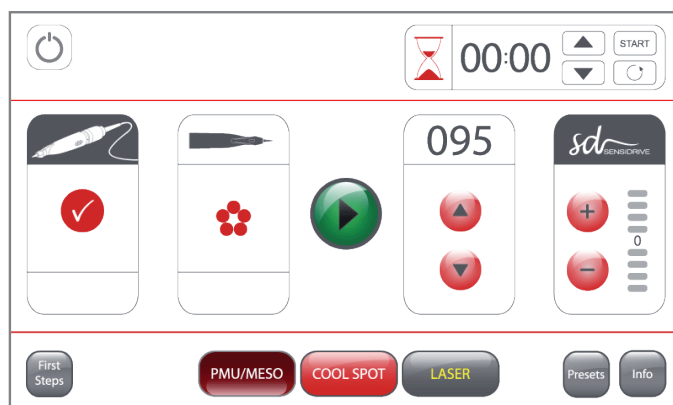 00:00
START
095
sd SENSIDRIVE
+
0
−
First
Steps
PMU/MESO
COOL SPOT
LASER
Presets
Info